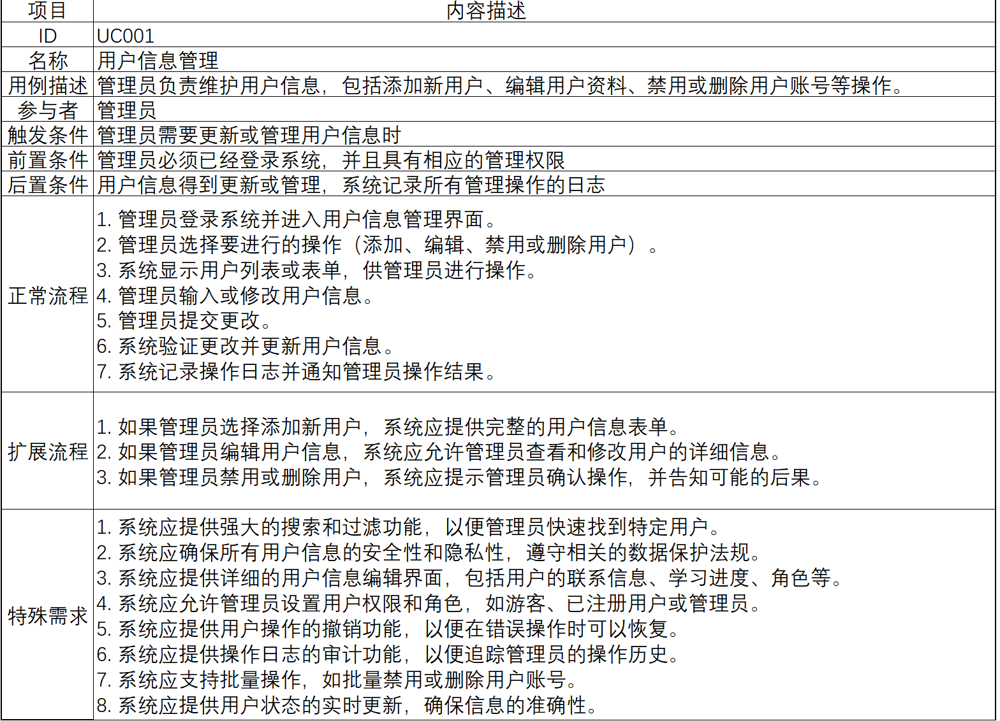 项目 内容描述
ID UC001
名称 用户信息管理
用例描述 管理员负责维护用户信息，包括添加新用户、编辑用户资料、禁用或删除用户账号等操作。
参与者 管理员
触发条件 管理员需要更新或管理用户信息时
前置条件 管理员必须已经登录系统，并且具有相应的管理权限
后置条件 用户信息得到更新或管理，系统记录所有管理操作的日志
正常流程
1. 管理员登录系统并进入用户信息管理界面。
2. 管理员选择要进行的操作（添加、编辑、禁用或删除用户）。
3. 系统显示用户列表或表单，供管理员进行操作。
4. 管理员输入或修改用户信息。
5. 管理员提交更改。
6. 系统验证更改并更新用户信息。
7. 系统记录操作日志并通知管理员操作结果。
扩展流程
1. 如果管理员选择添加新用户，系统应提供完整的用户信息表单。
2. 如果管理员编辑用户信息，系统应允许管理员查看和修改用户的详细信息。
3. 如果管理员禁用或删除用户，系统应提示管理员确认操作，并告知可能的后果。
特殊需求
1. 系统应提供强大的搜索和过滤功能，以便管理员快速找到特定用户。
2. 系统应确保所有用户信息的安全性和隐私性，遵守相关的数据保护法规。
3. 系统应提供详细的用户信息编辑界面，包括用户的联系信息、学习进度、角色等。
4. 系统应允许管理员设置用户权限和角色，如游客、已注册用户或管理员。
5. 系统应提供用户操作的撤销功能，以便在错误操作时可以恢复。
6. 系统应提供操作日志的审计功能，以便追踪管理员的操作历史。
7. 系统应支持批量操作，如批量禁用或删除用户账号。
8. 系统应提供用户状态的实时更新，确保信息的准确性。